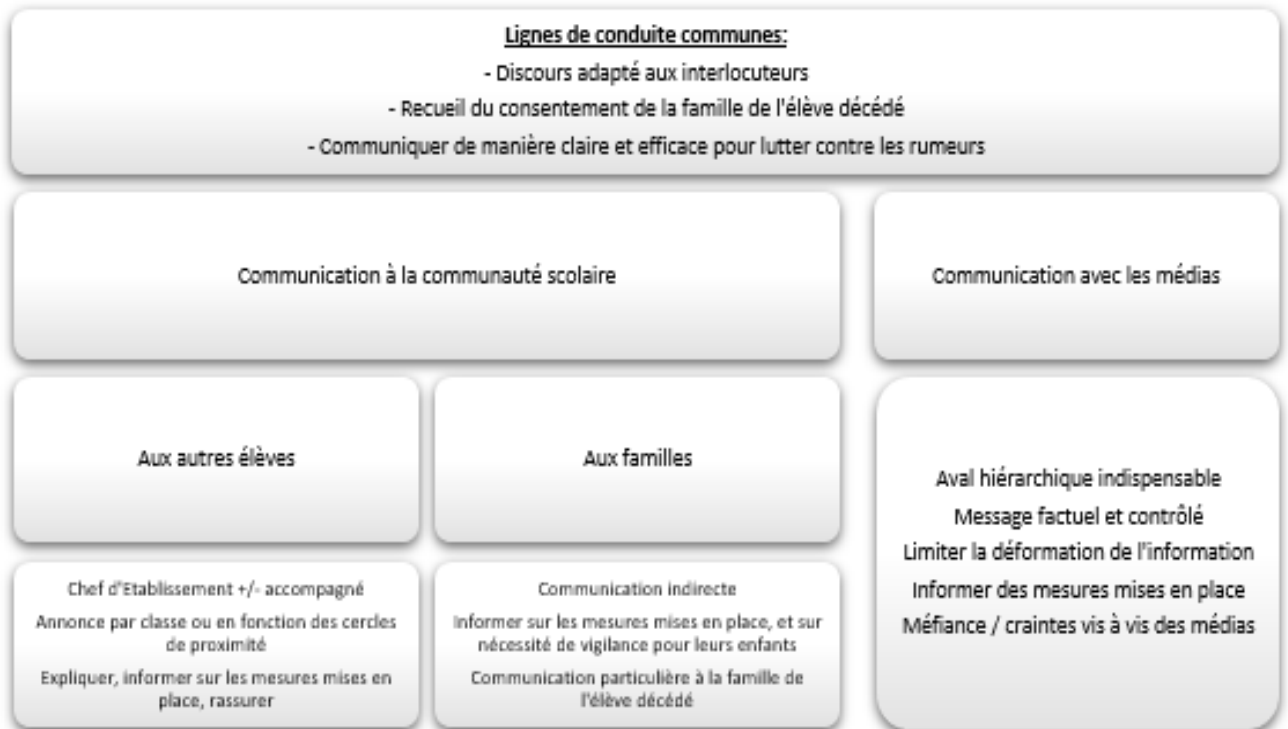 Lignes de conduite communes:
- Discours adapté aux interlocuteurs
- Recueil du consentement de la famille de l'élève décédé
- Communiquer de manière claire et efficace pour lutter contre les rumeurs
Communication à la communauté scolaire
Communication avec les médias
Aux autres élèves
Aux familles
Chef d'Etablissement +/- accompagné
Annonce par classe ou en fonction des cercles
de proximité
Expliquer, informer sur les mesures mises en
place, rassurer
Communication indirecte
Informer sur les mesures mises en place, et sur
nécessité de vigilance pour leurs enfants
Communication particulière à la famille de
l'élève décédé
Aval hiérarchique indispensable
Message factuel et contrôlé
Limiter la déformation de l'information
Informer des mesures mises en place
Méfiance / craintes vis à vis des médias